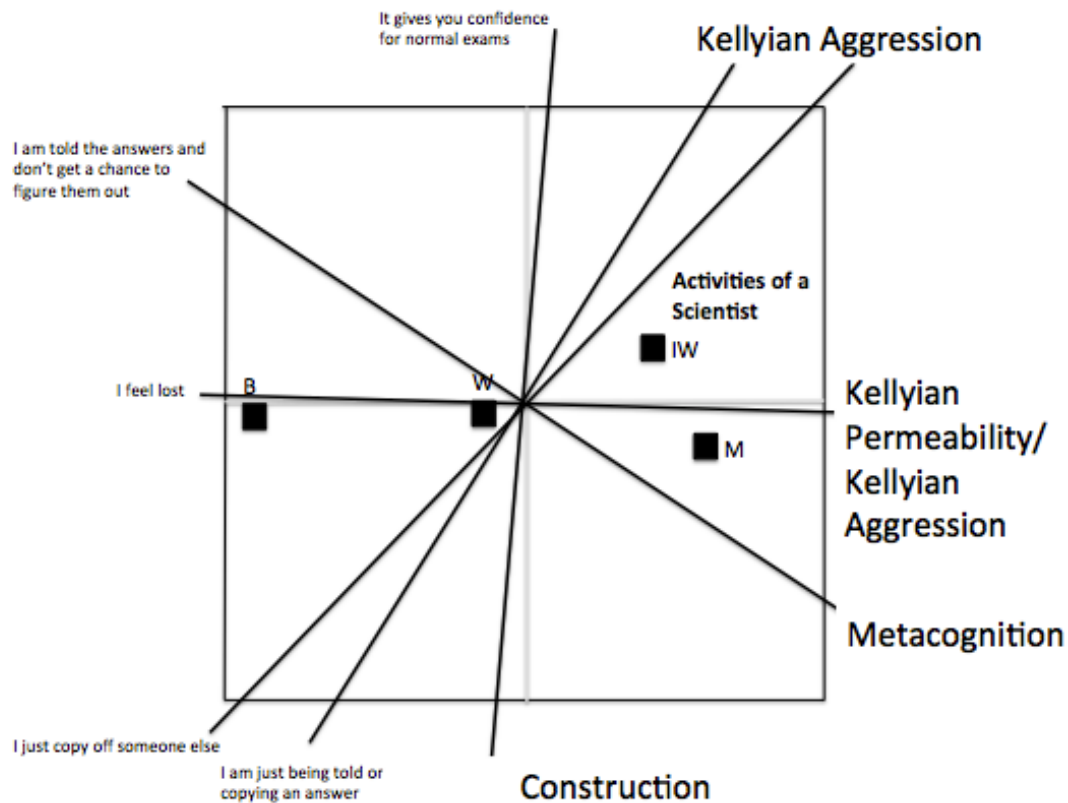 It gives you confidence
for normal exams
Kellyian Aggression
I am told the answers and
don't get a chance to
figure them out
Activities of a
Scientist
IW
I feel lost
B
W
Kellyian
Permeability/
Kellyian
Aggression
M
Metacognition
I just copy off someone else
I am just being told or
copying an answer
Construction